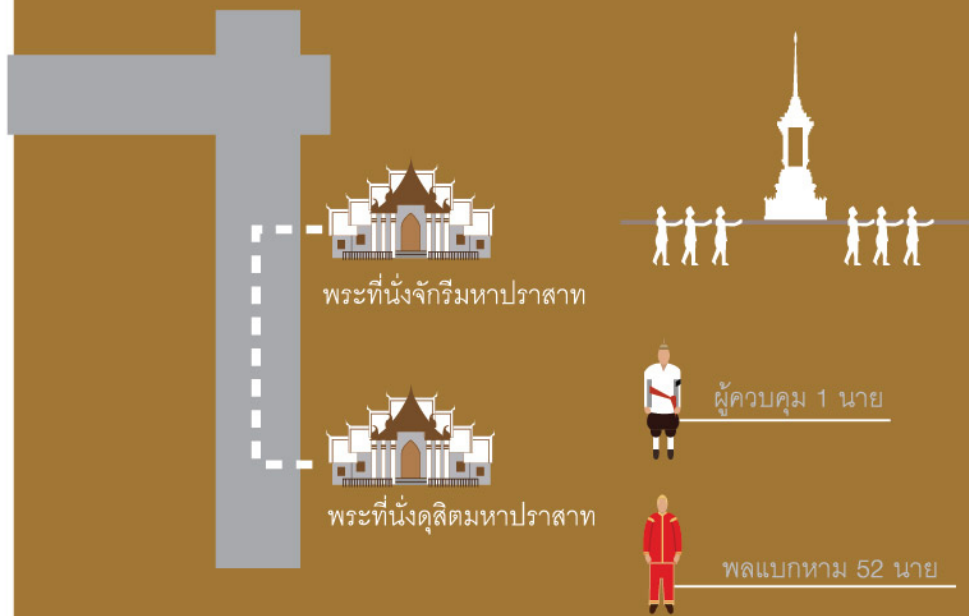 พระที่นั่งจักรีมหาปราสาท
ผู้ควบคุม 1 นาย
พระที่นั่งดุสิตมหาปราสาท
พลแบกหาม 52 นาย